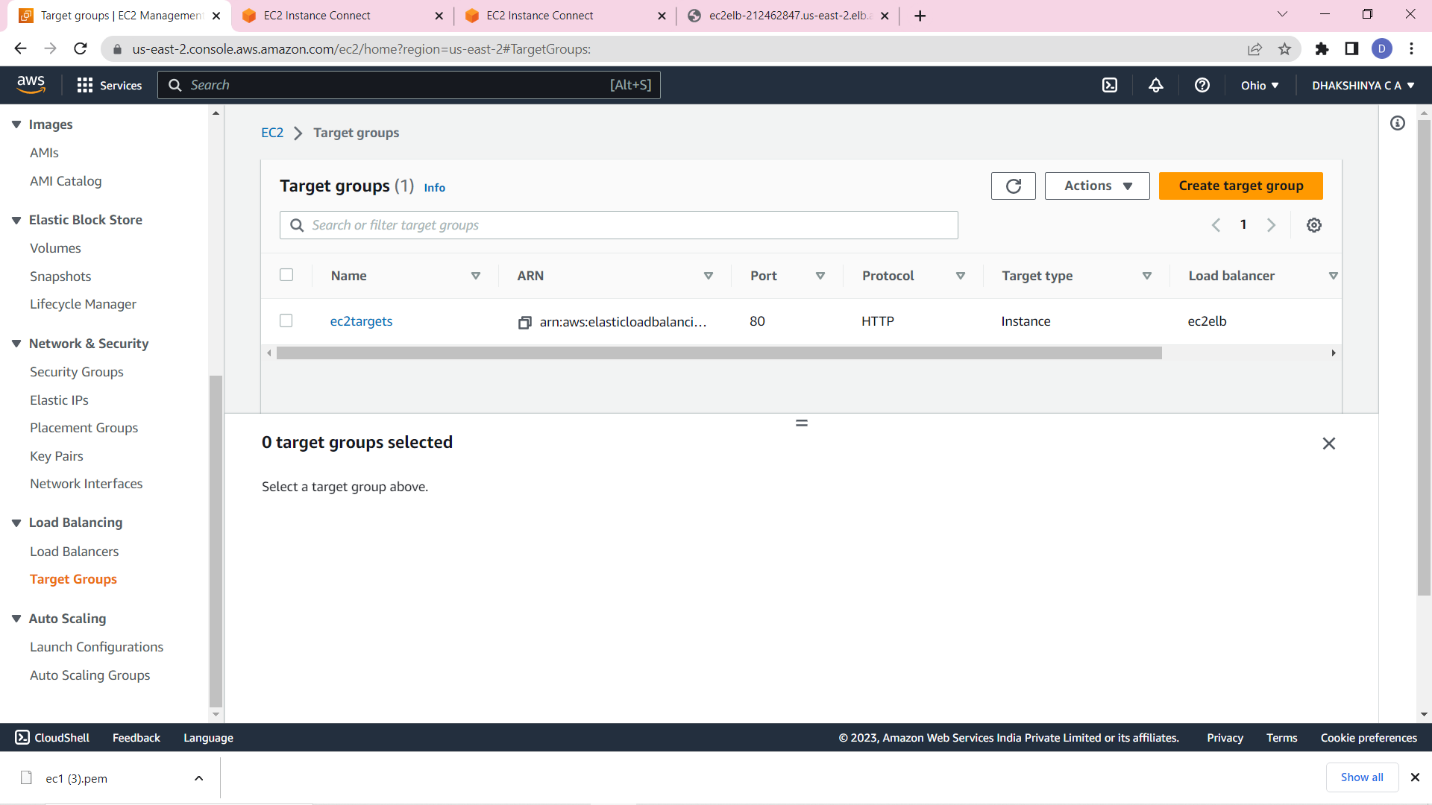 Target groups | EC2 Management
EC2 Instance Connect
EC2 Instance Connect
ec2elb-212462847.us-east-2.elb.a
us-east-2.console.aws.amazon.com/ec2/home?region=us-east-2#TargetGroups:
D
aws
Services
Search
[Alt+S]
Ohio
DHAKSHINYA C A
Images
AMIs
AMI Catalog
Elastic Block Store
Volumes
Snapshots
Lifecycle Manager
Network & Security
Security Groups
Elastic IPs
Placement Groups
Key Pairs
Network Interfaces
Load Balancing
Load Balancers
Target Groups
Auto Scaling
Launch Configurations
Auto Scaling Groups
EC2 > Target groups
Target groups (1) Info
Actions
Create target group
Search or filter target groups
1
Name ARN Port Protocol Target type Load balancer
ec2targets arn:aws:elasticloadbalanci... 80 HTTP Instance ec2elb
0 target groups selected
Select a target group above.
CloudShell Feedback Language
© 2023, Amazon Web Services India Private Limited or its affiliates. Privacy Terms Cookie preferences
ec1 (3).pem
Show all